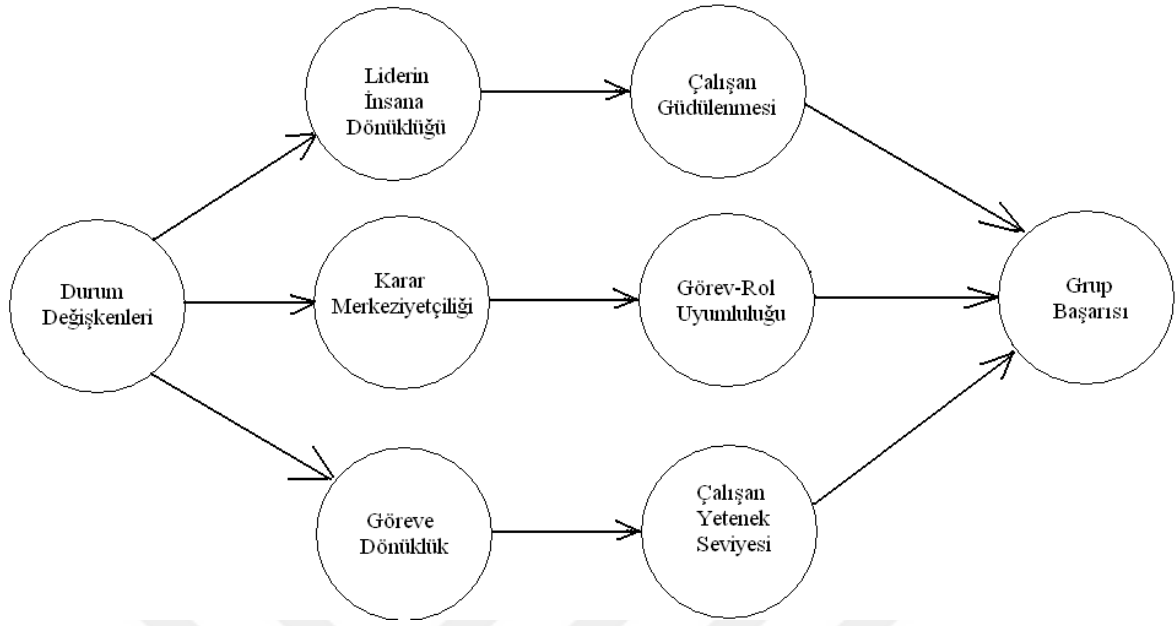 Liderin
İnsana
Dönüklüğü
Çalışan
Güdülenmesi
Durum
Değişkenleri
Karar
Merkeziyetçiliği
Görev-Rol
Uyumluluğu
Grup
Başarısı
Göreve
Dönüklük
Çalışan
Yetenek
Seviyesi